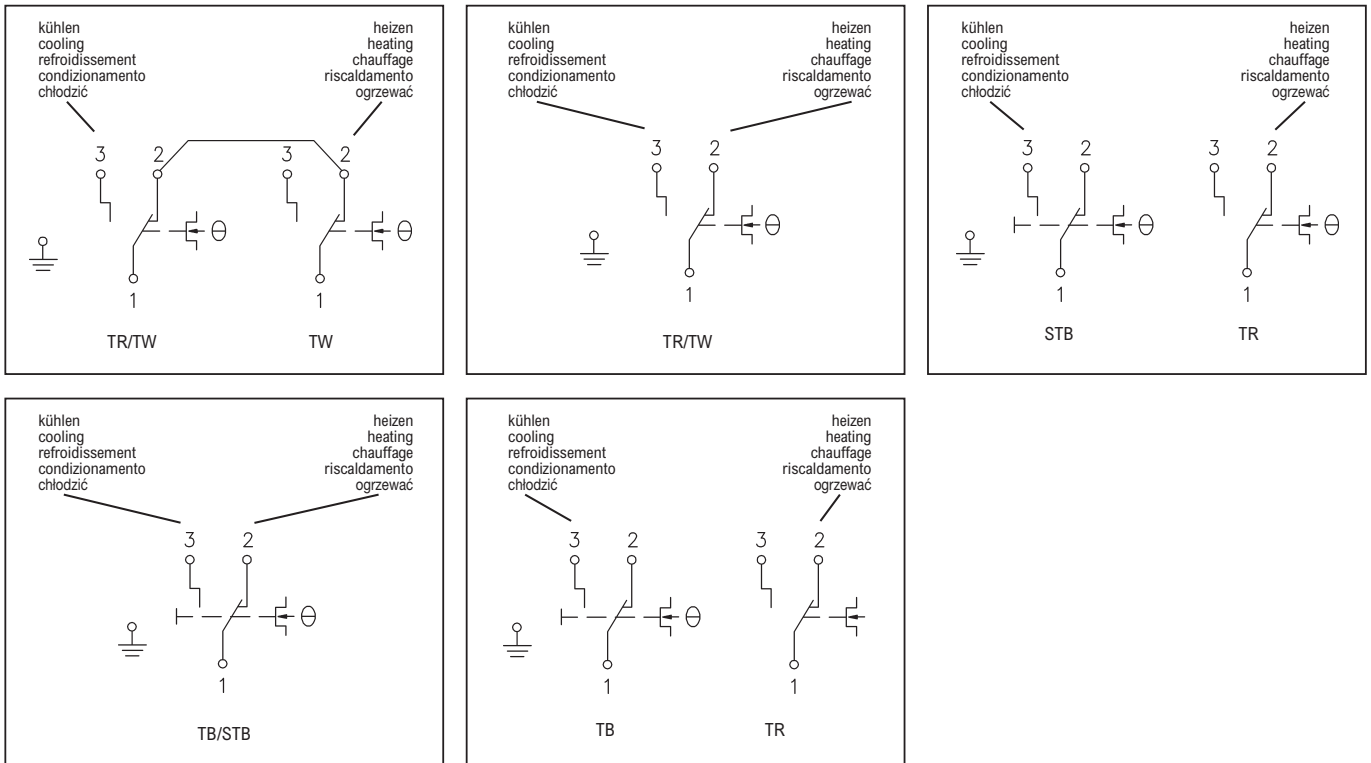 kühlen
cooling
refroidissement
condizionamento
chłodzić
heizen
heating
chauffage
riscaldamento
ogrzewać
3 2 3 2
θ θ
1 1
TR/TW TW
kühlen
cooling
refroidissement
condizionamento
chłodzić
heizen
heating
chauffage
riscaldamento
ogrzewać
3 2
θ
1
TR/TW
kühlen
cooling
refroidissement
condizionamento
chłodzić
heizen
heating
chauffage
riscaldamento
ogrzewać
3 2 3 2
θ θ
1 1
STB TR
kühlen
cooling
refroidissement
condizionamento
chłodzić
heizen
heating
chauffage
riscaldamento
ogrzewać
3 2
θ
1
TB/STB
kühlen
cooling
refroidissement
condizionamento
chłodzić
heizen
heating
chauffage
riscaldamento
ogrzewać
3 2 3 2
θ
1 1
TB TR